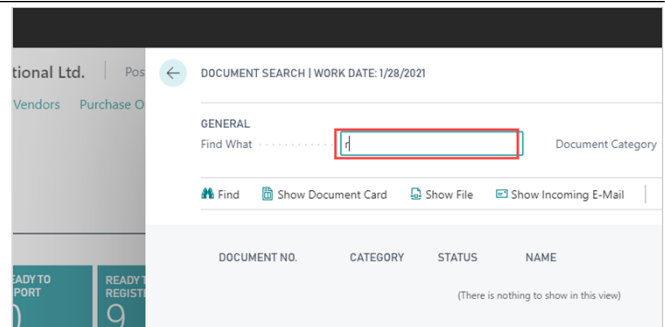 tional Ltd. Pos
Vendors Purchase O
DOCUMENT SEARCH | WORK DATE: 1/28/2021
GENERAL
Find What r Document Category
Find Show Document Card Show File Show Incoming E-Mail
DOCUMENT NO. CATEGORY STATUS NAME
(There is nothing to show in this view)
EADY TO
PORT
READY T
REGISTE
9